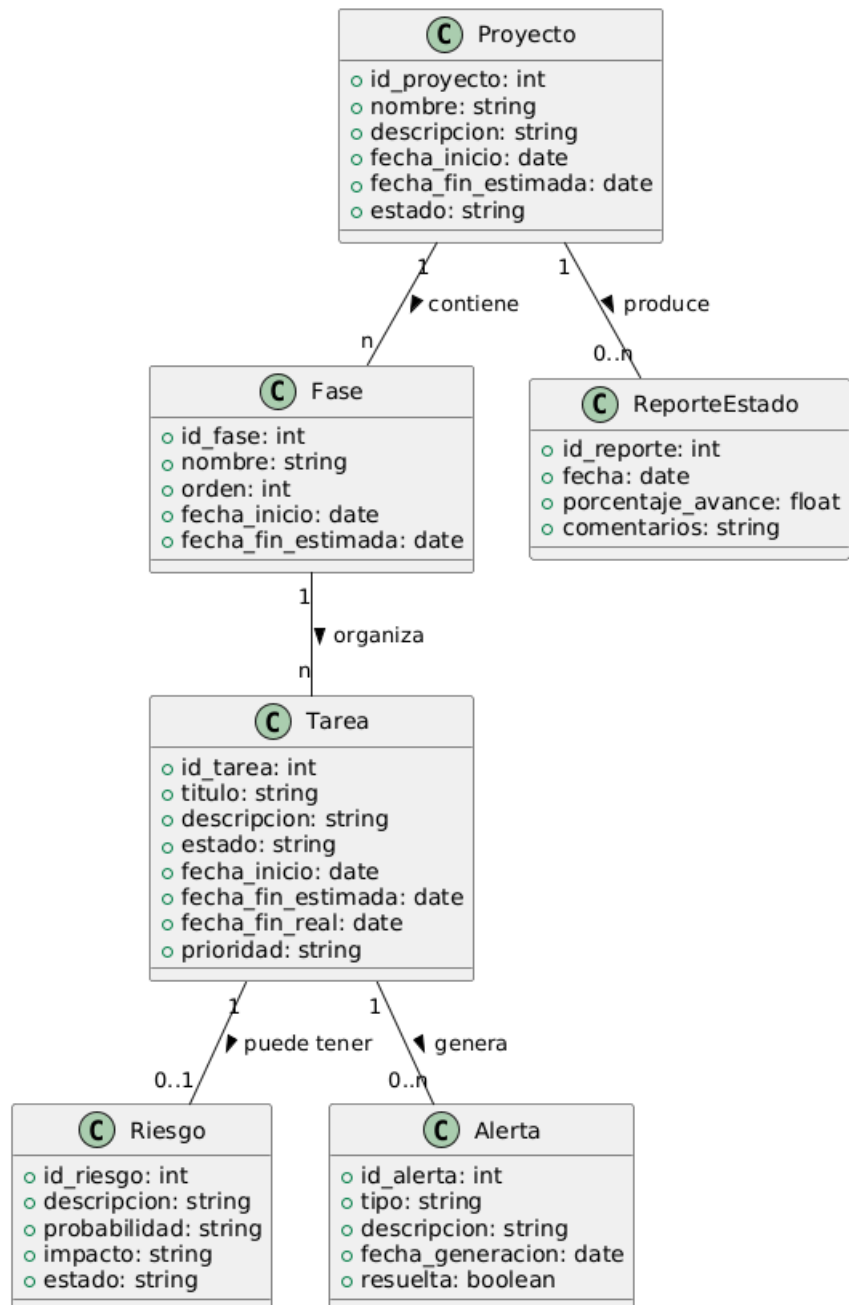 C Proyecto
id_proyecto: int
nombre: string
descripcion: string
fecha_inicio: date
fecha_fin_estimada: date
estado: string
1
1
contiene
produce
n
0..n
C Fase
id_fase: int
nombre: string
orden: int
fecha_inicio: date
fecha_fin_estimada: date
C ReporteEstado
id_reporte: int
fecha: date
porcentaje_avance: float
comentarios: string
1
organiza
n
C Tarea
id_tarea: int
titulo: string
descripcion: string
estado: string
fecha_inicio: date
fecha_fin_estimada: date
fecha_fin_real: date
prioridad: string
1
1
puede tener
genera
0..1
0..n
C Riesgo
id_riesgo: int
descripcion: string
probabilidad: string
impacto: string
estado: string
C Alerta
id_alerta: int
tipo: string
descripcion: string
fecha_generacion: date
resuelta: boolean